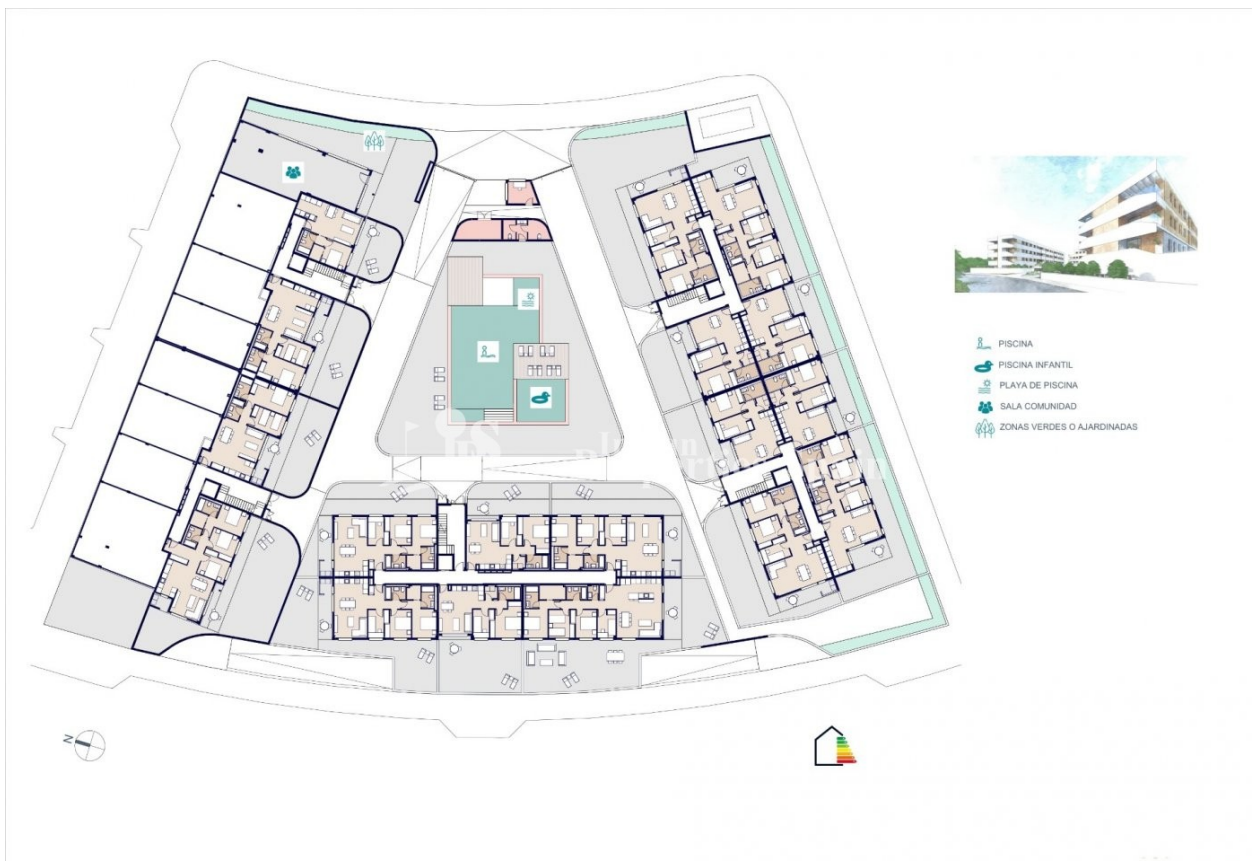 PISCINA
PISCINA INFANTIL
PLAYA DE PISCINA
SALA COMUNIDAD
ZONAS VERDES O AJARDINADAS
N